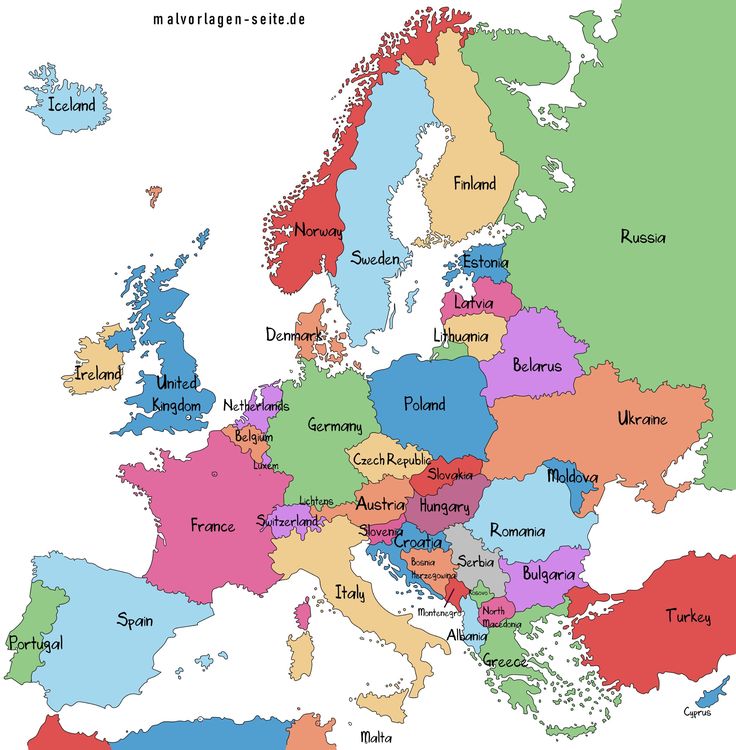 malvorlagen-seite.de
Iceland
Finland
Norway
Russia
Sweden
Estonia
Latvia
Denmark
Lithuania
Belarus
Ireland
United
Kingdom
Netherlands
Poland
Ukraine
Germany
Belgium
Luxem
Czech Republic
Slovakia
Moldova
Lichtens
Austria
Hungary
France
Switzerland
Slovenia
Romania
Croatia
Serbia
Bosnia
Herzegowina
Bulgaria
Italy
Kosovo
Montenegro
North
Macedonia
Spain
Turkey
Portugal
Albania
Greece
Cyprus
Malta